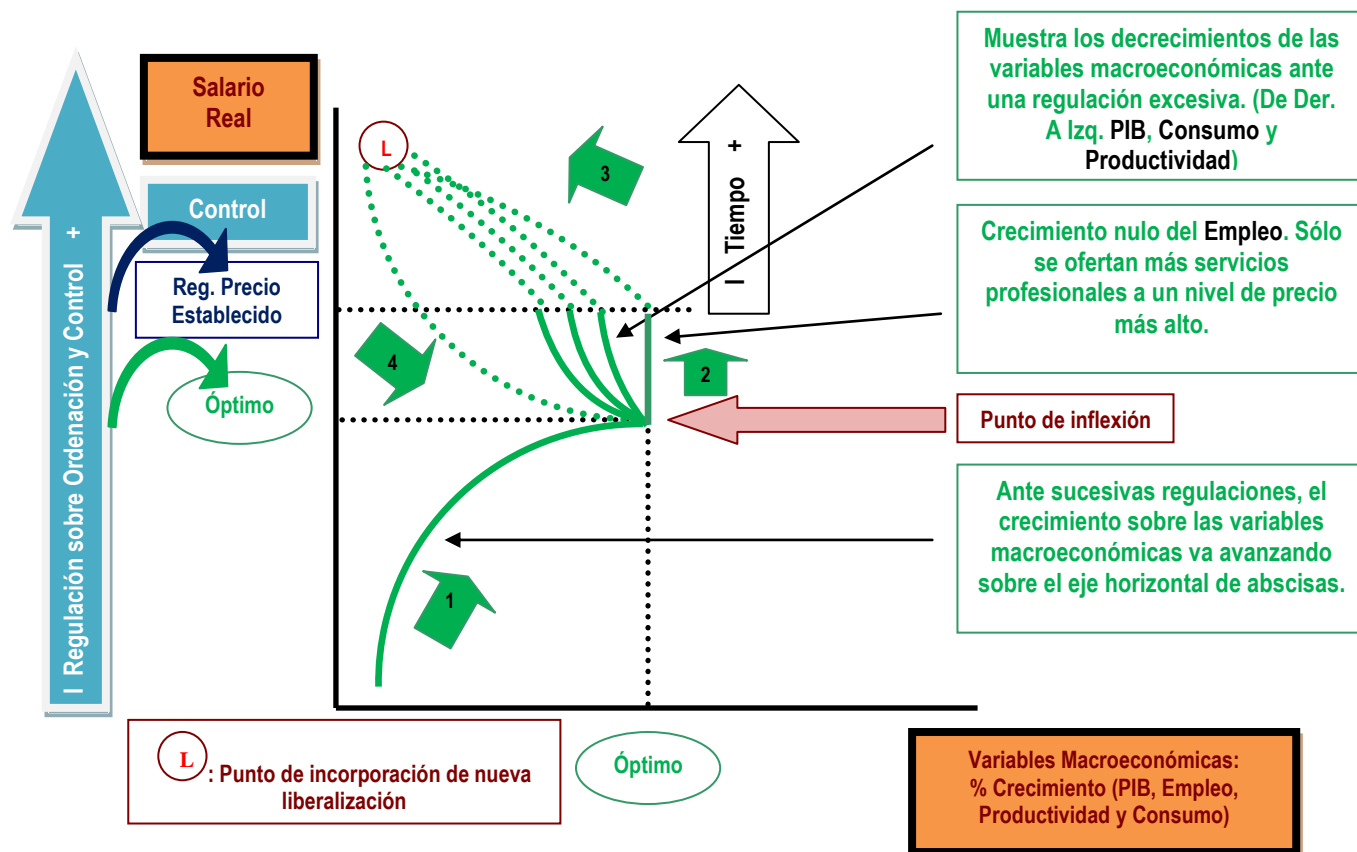 I Regulación sobre Ordenación y Control +
Salario
Real
Control
Reg. Precio
Establecido
Óptimo
L
3
4
2
1
I Tiempo +
Muestra los decrecimientos de las
variables macroeconómicas ante
una regulación excesiva. (De Der.
A Izq. PIB, Consumo y
Productividad)
Crecimiento nulo del Empleo. Sólo
se ofertan más servicios
profesionales a un nivel de precio
más alto.
Punto de inflexión
Ante sucesivas regulaciones, el
crecimiento sobre las variables
macroeconómicas va avanzando
sobre el eje horizontal de abscisas.
L : Punto de incorporación de nueva
liberalización
Óptimo
Variables Macroeconómicas:
% Crecimiento (PIB, Empleo,
Productividad y Consumo)